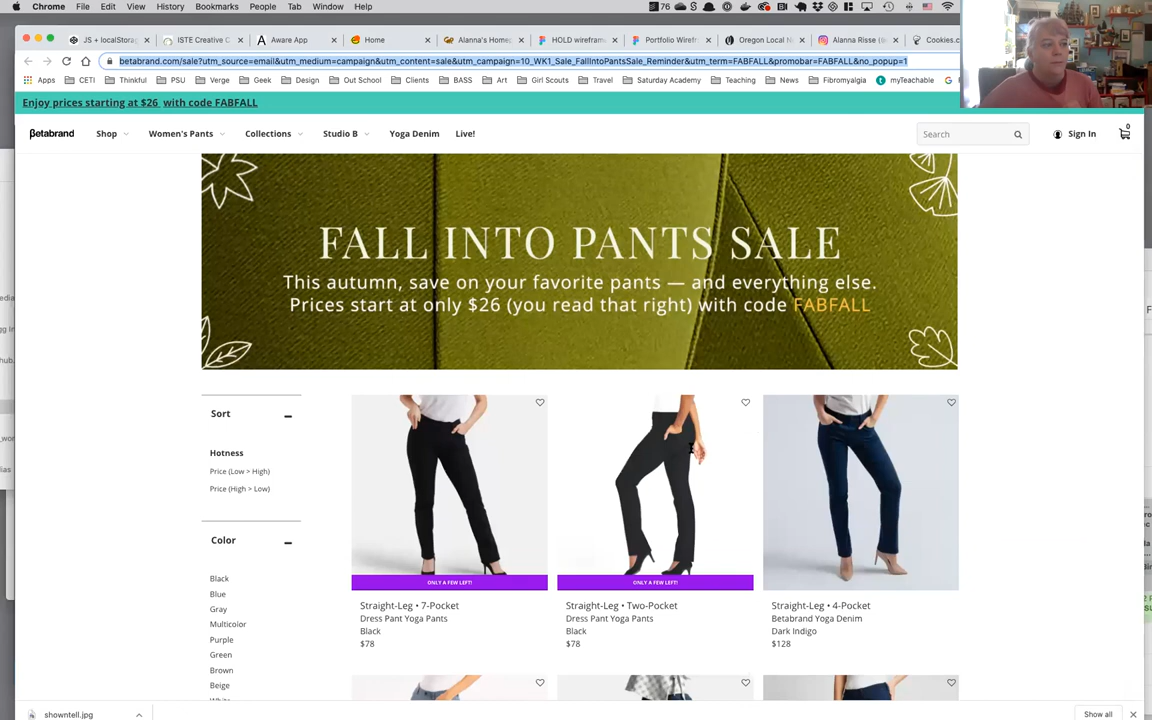 Chrome File Edit View History Bookmarks People Tab Window Help 76
JS + localStora ISTE Creative C Aware App Home Alanna's Home HOLD wirefram Portfolio Wirefr Oregon Local N Alanna Risse (@ Cookies.
betabrand.com/sale?utm_source=email&utm_medium=campaign&utm_content=sale&utm_campaign=10_WK1_Sale_FallIntoPantsSale_Reminder&utm_term=FABFALL&promobar=FABFALL&no_popup=1
Apps CETI Thinkful PSU Verge Geek Design Out School Clients BASS Art Girl Scouts Travel Saturday Academy Teaching News Fibromyalgia myTeachable
Enjoy prices starting at $26 with code FABFALL
βetabrand Shop Women's Pants Collections Studio B Yoga Denim Live! Search Sign In 0
FALL INTO PANTS SALE
This autumn, save on your favorite pants — and everything else.
Prices start at only $26 (you read that right) with code FABFALL
Sort
Hotness
Price (Low > High)
Price (High > Low)
Color
Black
Blue
Gray
Multicolor
Purple
Green
Brown
Beige
ONLY A FEW LEFT! ONLY A FEW LEFT!
Straight-Leg • 7-Pocket
Dress Pant Yoga Pants
Black
$78
Straight-Leg • Two-Pocket
Dress Pant Yoga Pants
Black
$78
Straight-Leg • 4-Pocket
Betabrand Yoga Denim
Dark Indigo
$128
showntell.jpg Show all